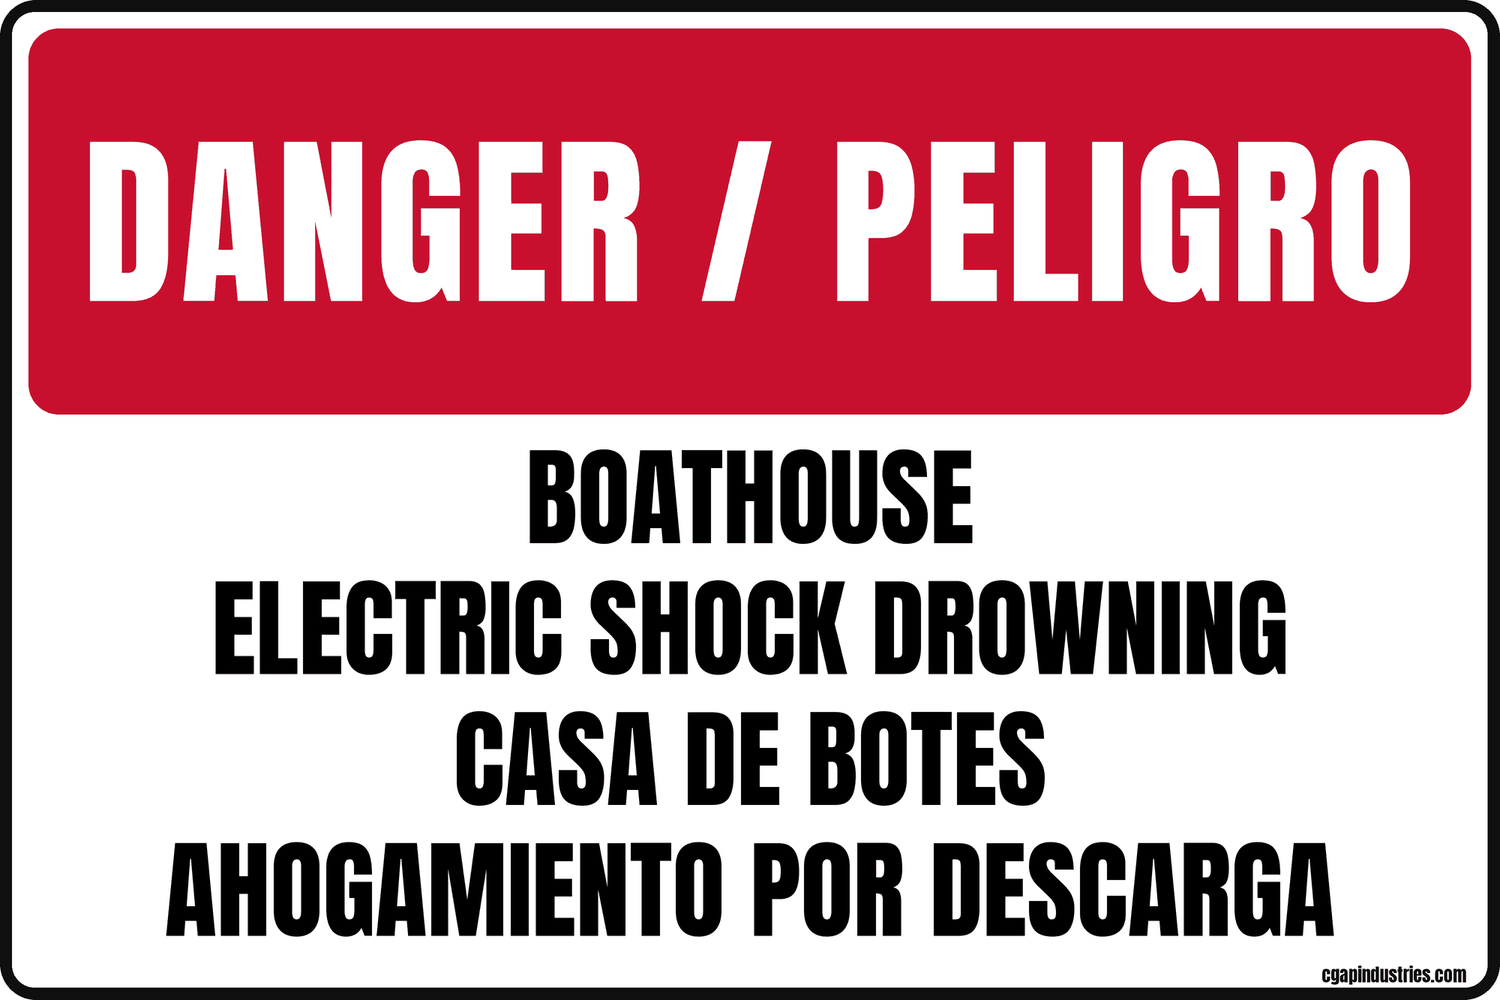 DANGER / PELIGRO
BOATHOUSE
ELECTRIC SHOCK DROWNING
CASA DE BOTES
AHOGAMIENTO POR DESCARGA
cgapindustries.com